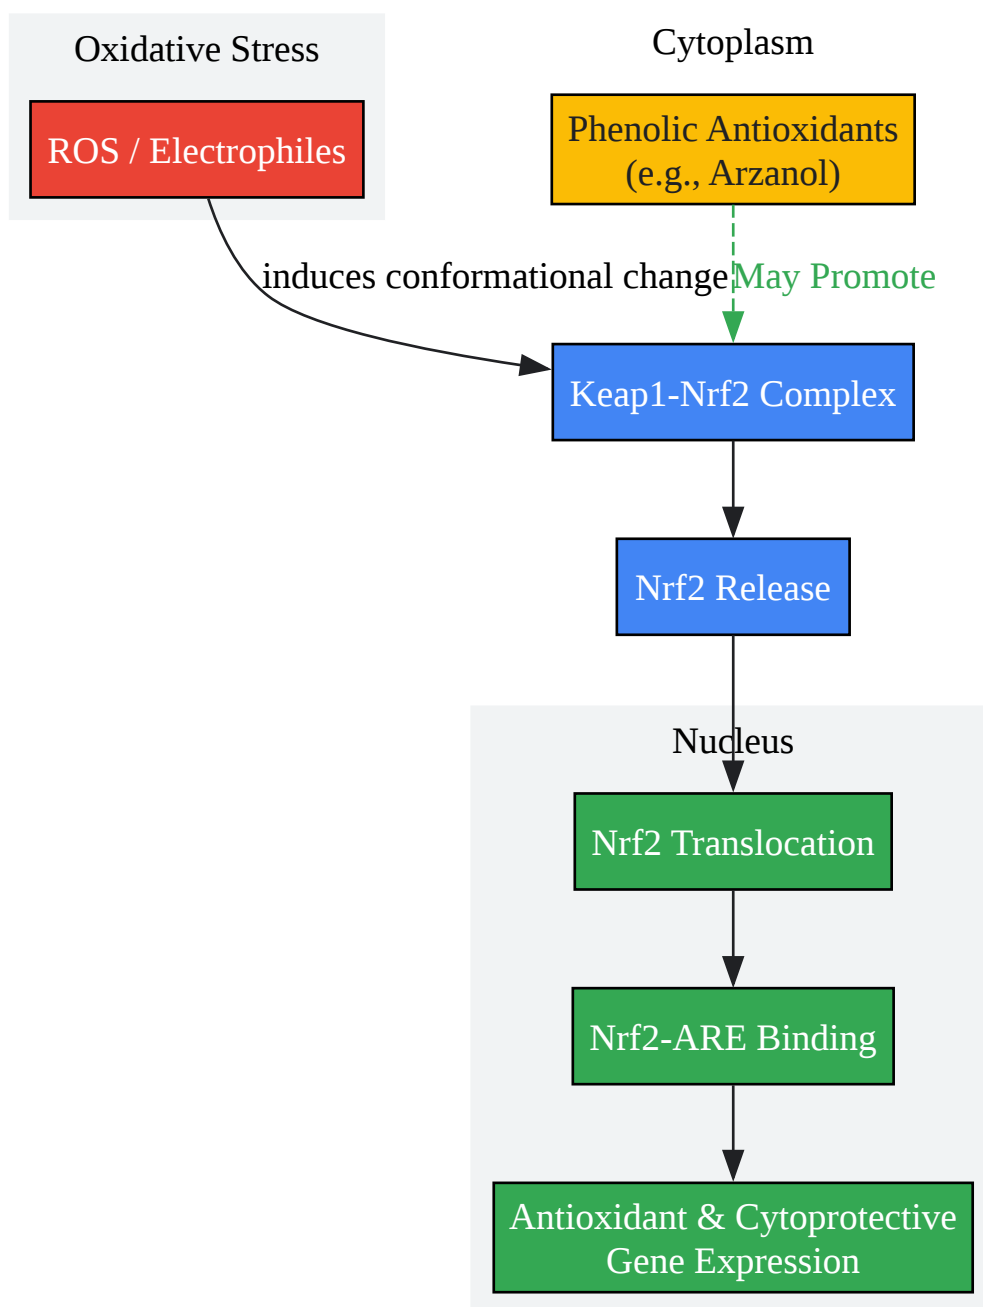 Oxidative Stress
Cytoplasm
ROS / Electrophiles
Phenolic Antioxidants
(e.g., Arzanol)
induces conformational change
May Promote
Keap1-Nrf2 Complex
Nrf2 Release
Nucleus
Nrf2 Translocation
Nrf2-ARE Binding
Antioxidant & Cytoprotective
Gene Expression